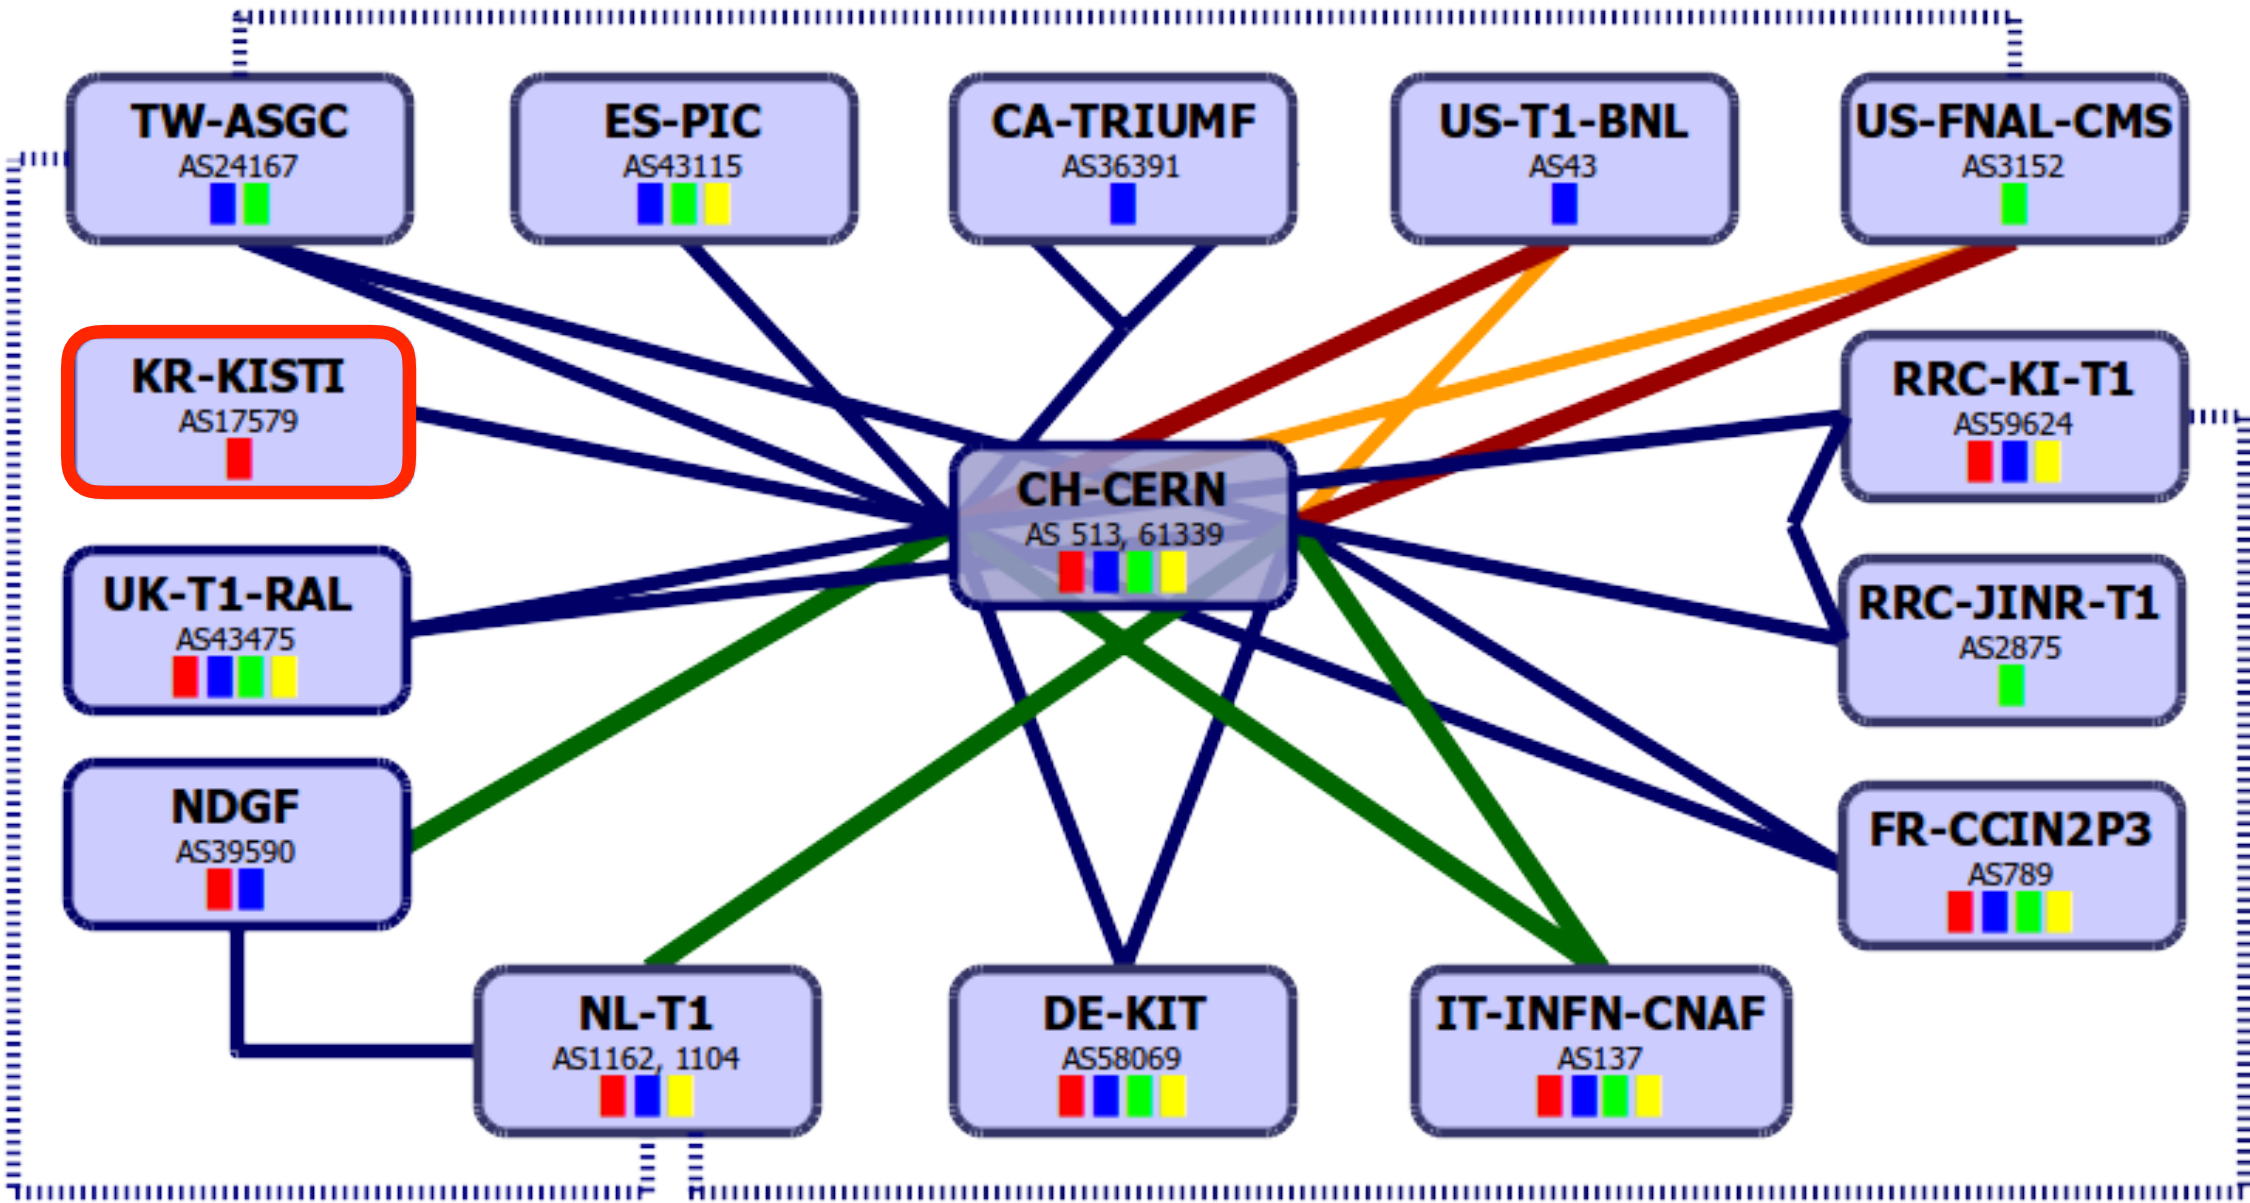 TW-ASGC
AS24167
ES-PIC
AS43115
CA-TRIUMF
AS36391
US-T1-BNL
AS43
US-FNAL-CMS
AS3152
KR-KISTI
AS17579
RRC-KI-T1
AS59624
CH-CERN
AS 513, 61339
UK-T1-RAL
AS43475
RRC-JINR-T1
AS2875
NDGF
AS39590
FR-CCIN2P3
AS789
NL-T1
AS1162, 1104
DE-KIT
AS58069
IT-INFN-CNAF
AS137